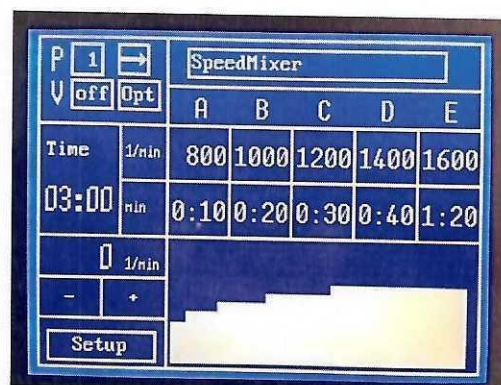 P 1 → SpeedMixer
V off Opt
A B C D E
Time 1/min 800 1000 1200 1400 1600
03:00 min 0:10 0:20 0:30 0:40 1:20
0 1/min
- +
Setup